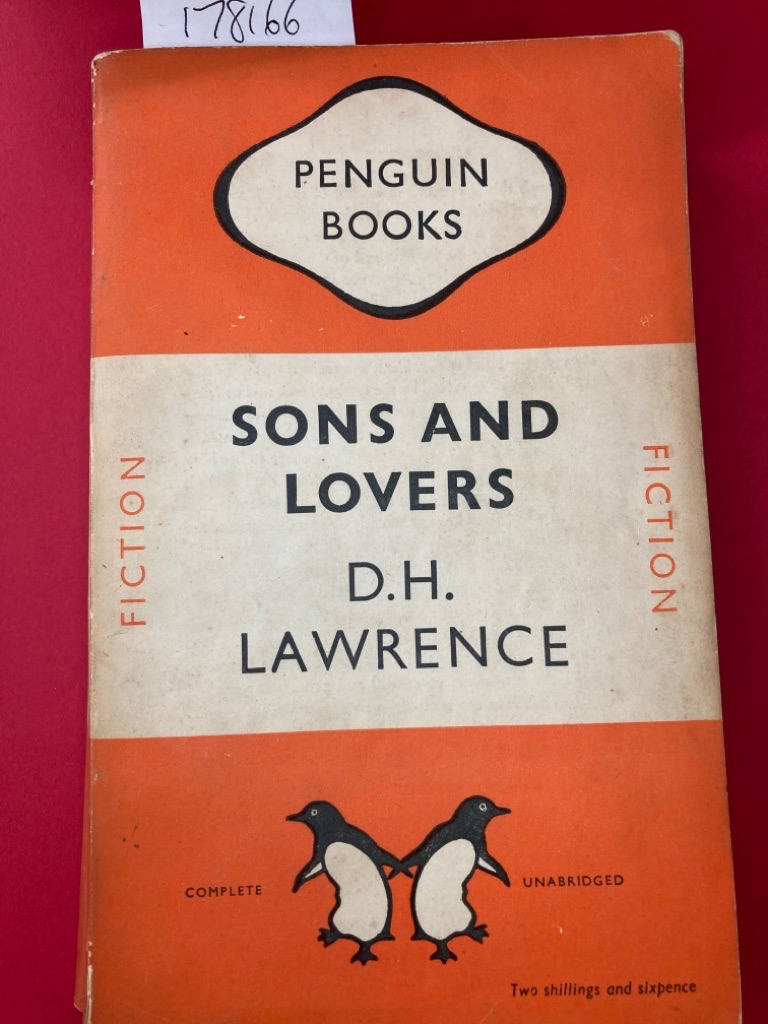 178166
PENGUIN
BOOKS
SONS AND
LOVERS
D.H.
LAWRENCE
FICTION
FICTION
COMPLETE
UNABRIDGED
Two shillings and sixpence